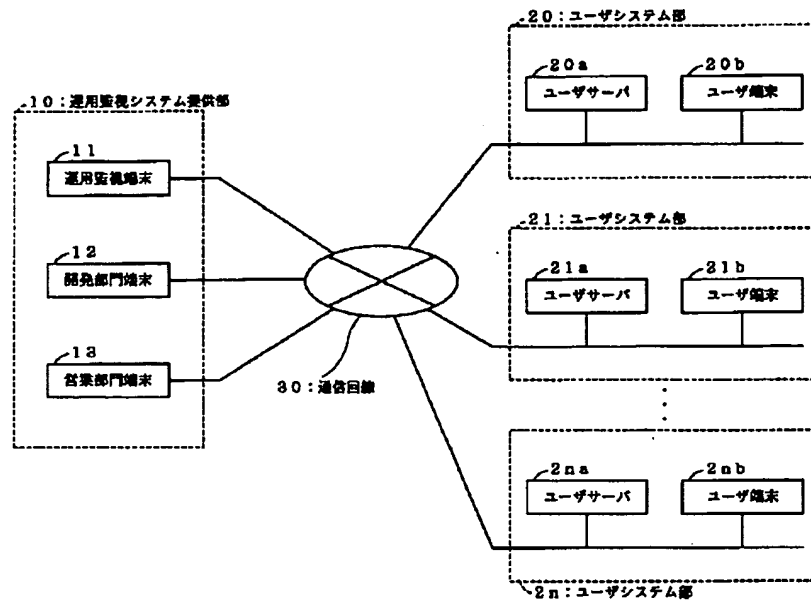 10:運用監視システム提供部
11
運用監視端末
12
開発部門端末
13
営業部門端末
30:通信回線
20:ユーザシステム部
20a
ユーザサーバ
20b
ユーザ端末
21:ユーザシステム部
21a
ユーザサーバ
21b
ユーザ端末
2na
ユーザサーバ
2nb
ユーザ端末
2n:ユーザシステム部